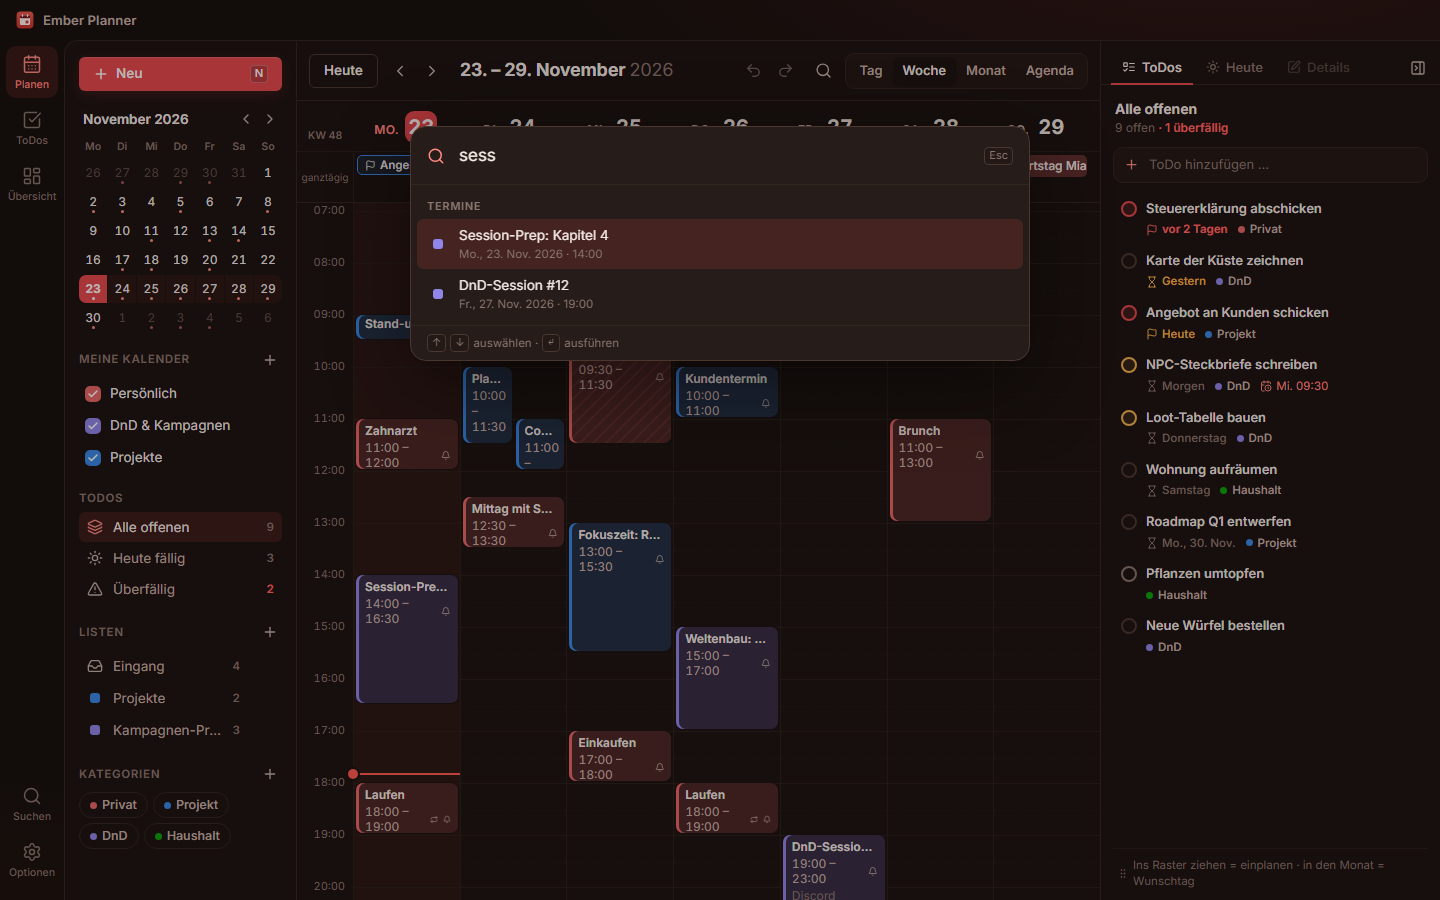 Ember Planner
Planen
ToDos
Übersicht
Suchen
Optionen
Neu
N
November 2026
Mo Di Mi Do Fr Sa So
26 27 28 29 30 31 1
2 3 4 5 6 7 8
9 10 11 12 13 14 15
16 17 18 19 20 21 22
23 24 25 26 27 28 29
30 1 2 3 4 5 6
MEINE KALENDER
Persönlich
DnD & Kampagnen
Projekte
TODOS
Alle offenen 9
Heute fällig 3
Überfällig 2
LISTEN
Eingang 4
Projekte 2
Kampagnen-Pr... 3
KATEGORIEN
Privat
Projekt
DnD
Haushalt
Heute
23. – 29. November 2026
Tag
Woche
Monat
Agenda
KW 48
MO. 23
24
25
26
27
28
29
ganztägig
Ange
rtstag Mia
sess
Esc
TERMINE
Session-Prep: Kapitel 4
Mo., 23. Nov. 2026 · 14:00
DnD-Session #12
Fr., 27. Nov. 2026 · 19:00
↑ ↓ auswählen · ↵ ausführen
07:00
08:00
09:00
10:00
11:00
12:00
13:00
14:00
15:00
16:00
17:00
18:00
19:00
20:00
Stand-u
Zahnarzt
11:00 –
12:00
Session-Pre...
14:00 –
16:30
Laufen
18:00 –
19:00
Pla...
10:00
–
11:30
Co...
11:00
–
Mittag mit S...
12:30 –
13:30
09:30 –
11:30
Fokuszeit: R...
13:00 –
15:30
Einkaufen
17:00 –
18:00
Kundentermin
10:00 –
11:00
Weltenbau: ...
15:00 –
17:00
Laufen
18:00 –
19:00
DnD-Sessio...
19:00 –
23:00
Discord
Brunch
11:00 –
13:00
ToDos
Heute
Details
Alle offenen
9 offen · 1 überfällig
ToDo hinzufügen ...
Steuererklärung abschicken
vor 2 Tagen Privat
Karte der Küste zeichnen
Gestern DnD
Angebot an Kunden schicken
Heute Projekt
NPC-Steckbriefe schreiben
Morgen DnD Mi. 09:30
Loot-Tabelle bauen
Donnerstag DnD
Wohnung aufräumen
Samstag Haushalt
Roadmap Q1 entwerfen
Mo., 30. Nov. Projekt
Pflanzen umtopfen
Haushalt
Neue Würfel bestellen
DnD
Ins Raster ziehen = einplanen · in den Monat =
Wunschtag